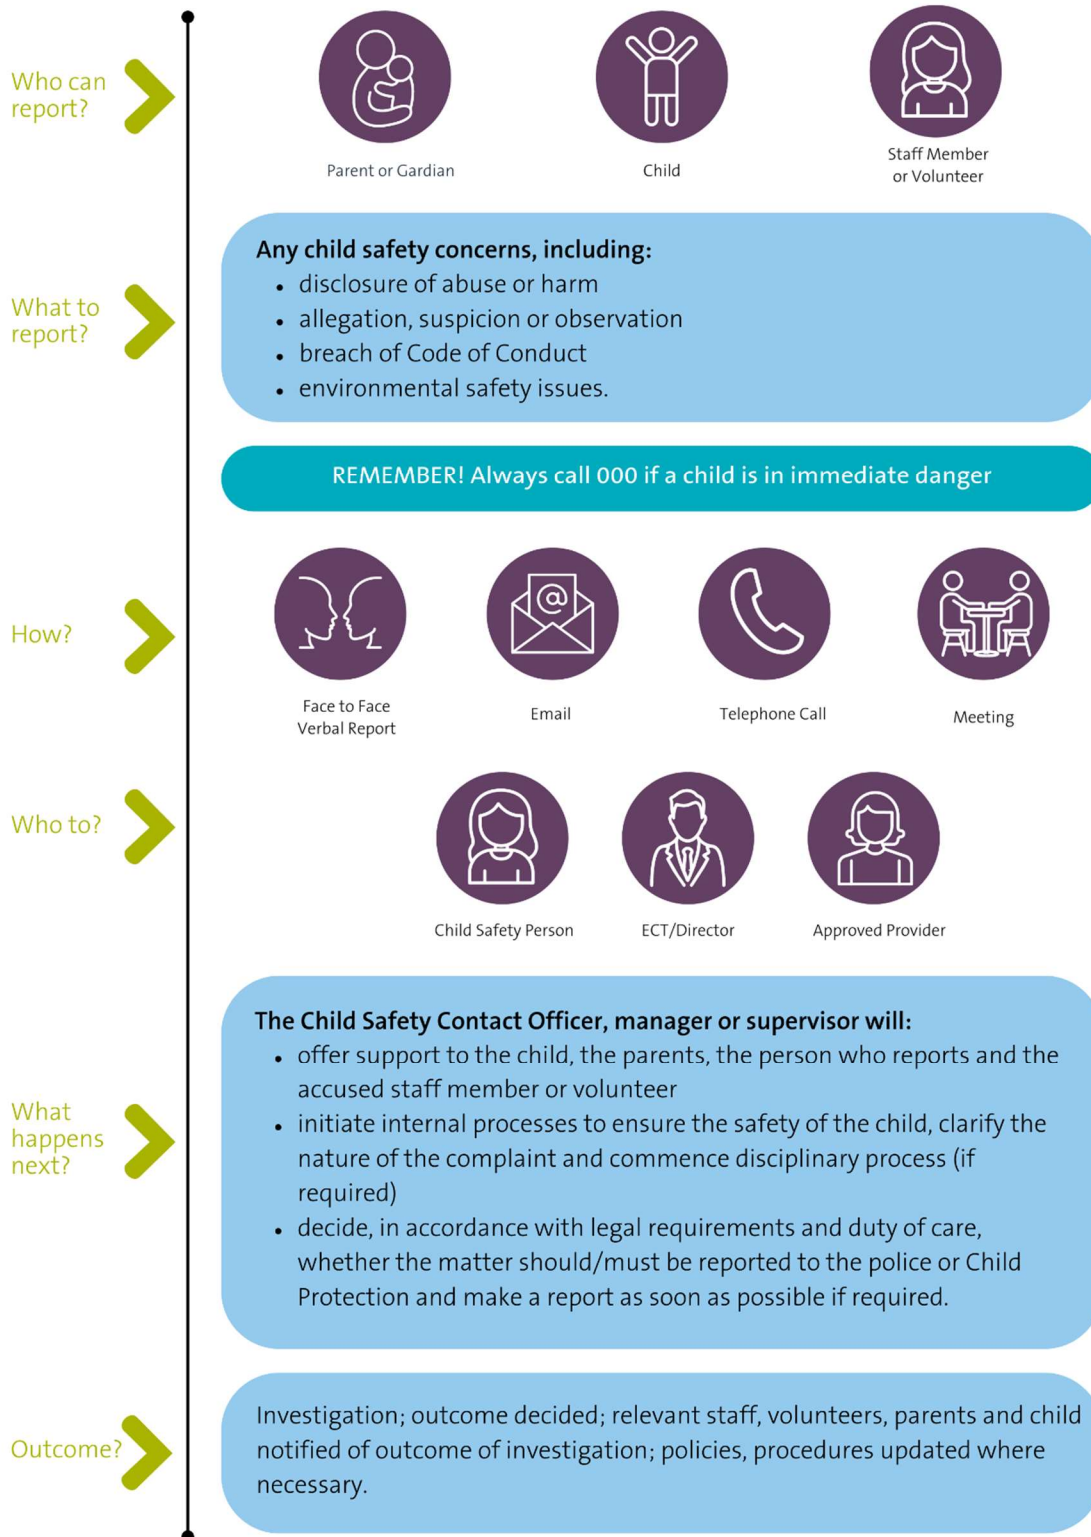 Who can
report?
Parent or Gardian
Child
Staff Member
or Volunteer
What to
report?
Any child safety concerns, including:
• disclosure of abuse or harm
• allegation, suspicion or observation
• breach of Code of Conduct
• environmental safety issues.
REMEMBER! Always call 000 if a child is in immediate danger
How?
@
Face to Face
Verbal Report
Email
Telephone Call
Meeting
Who to?
Child Safety Person
ECT/Director
Approved Provider
What
happens
next?
The Child Safety Contact Officer, manager or supervisor will:
• offer support to the child, the parents, the person who reports and the
accused staff member or volunteer
• initiate internal processes to ensure the safety of the child, clarify the
nature of the complaint and commence disciplinary process (if
required)
• decide, in accordance with legal requirements and duty of care,
whether the matter should/must be reported to the police or Child
Protection and make a report as soon as possible if required.
Outcome?
Investigation; outcome decided; relevant staff, volunteers, parents and child
notified of outcome of investigation; policies, procedures updated where
necessary.